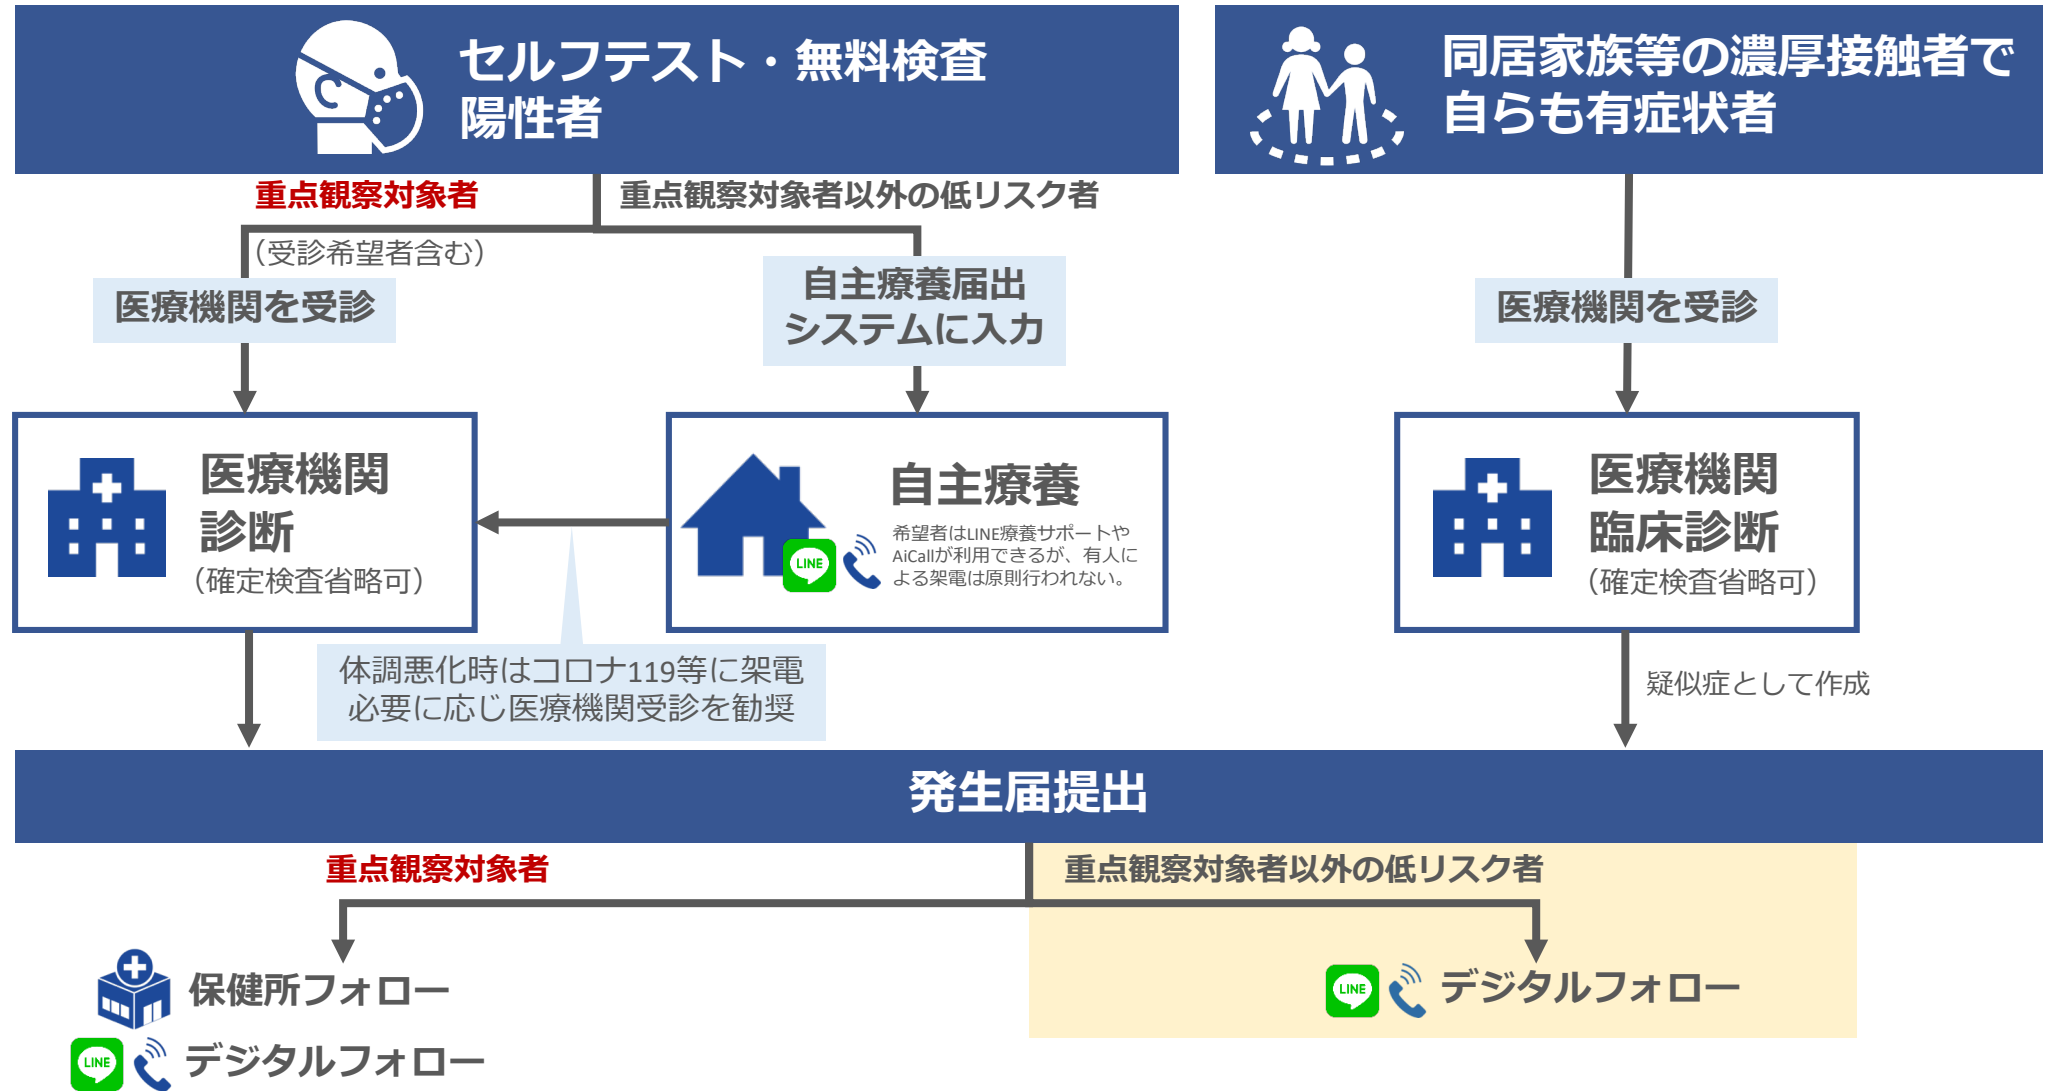 セルフテスト・無料検査
陽性者
同居家族等の濃厚接触者で
自らも有症状者
重点観察対象者
重点観察対象者以外の低リスク者
（受診希望者含む）
医療機関を受診
自主療養届出
システムに入力
医療機関を受診
医療機関
診断
（確定検査省略可）
自主療養
希望者はLINE療養サポートや
AiCallが利用できるが、有人に
よる架電は原則行われない。
LINE
医療機関
臨床診断
（確定検査省略可）
体調悪化時はコロナ119等に架電
必要に応じ医療機関受診を勧奨
疑似症として作成
発生届提出
重点観察対象者
重点観察対象者以外の低リスク者
保健所フォロー
LINE
デジタルフォロー
LINE
デジタルフォロー